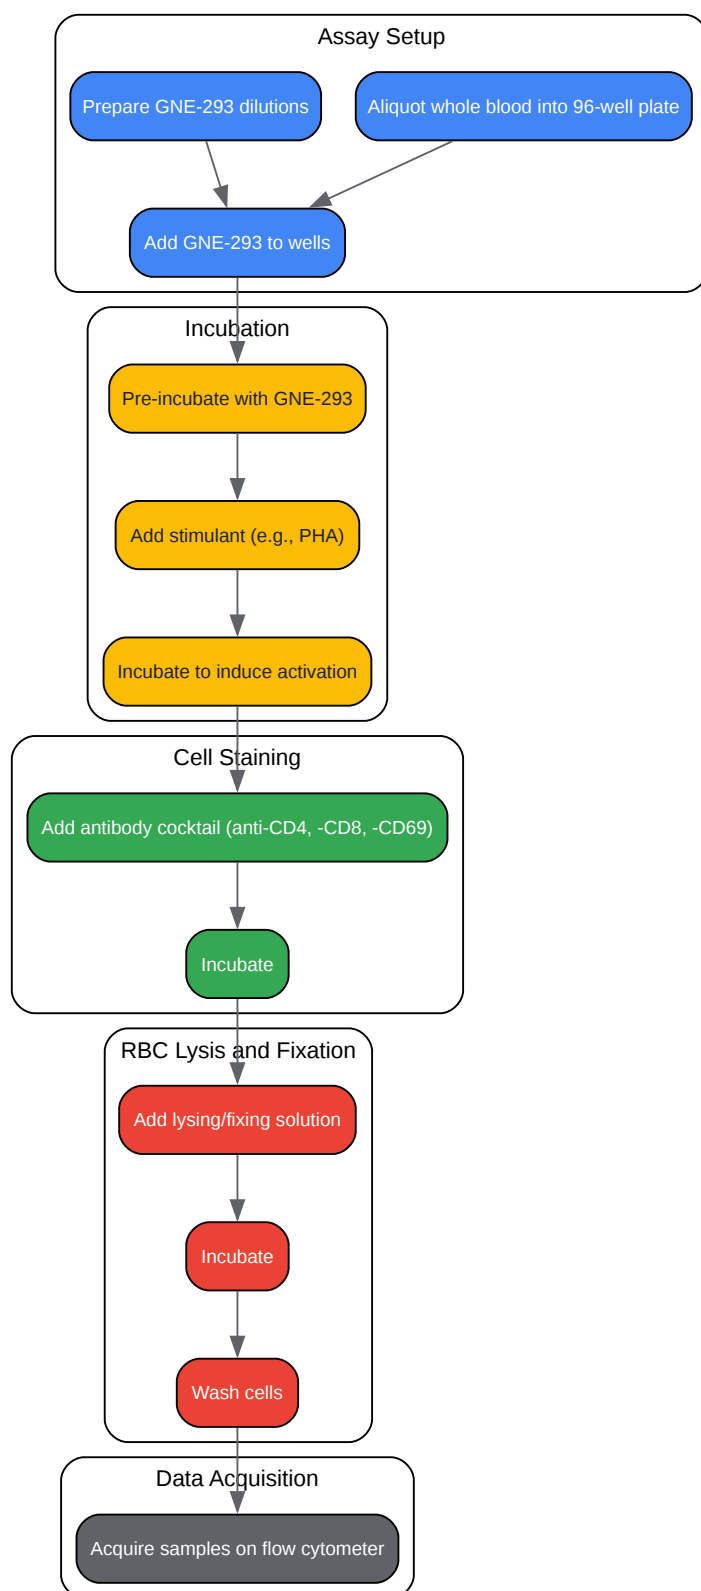 Assay Setup
Prepare GNE-293 dilutions
Aliquot whole blood into 96-well plate
Add GNE-293 to wells
Incubation
Pre-incubate with GNE-293
Add stimulant (e.g., PHA)
Incubate to induce activation
Cell Staining
Add antibody cocktail (anti-CD4, -CD8, -CD69)
Incubate
RBC Lysis and Fixation
Add lysing/fixing solution
Incubate
Wash cells
Data Acquisition
Acquire samples on flow cytometer